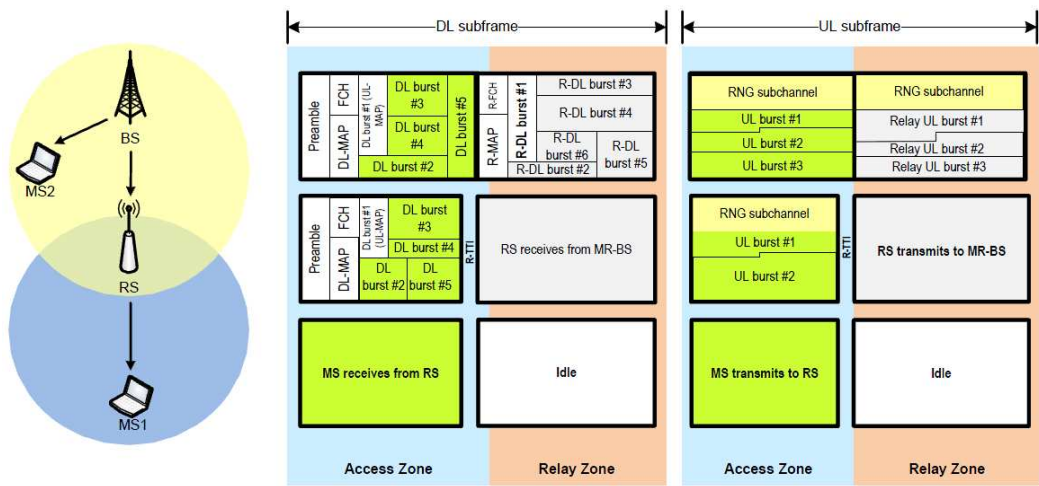 BS
MS2
RS
MS1
DL subframe
Preamble
FCH
DL-MAP
DL burst #1 (UL-
MAP)
DL burst
#3
DL burst
#4
DL burst #2
DL burst #5
R-FCH
R-MAP
R-DL burst #1
R-DL burst #3
R-DL burst #4
R-DL
burst #6
R-DL
burst #5
R-DL burst #2
Preamble
FCH
DL-MAP
DL burst #1
(UL-MAP)
DL burst
#3
DL burst #4
DL
burst #2
DL
burst #5
R-TTI
RS receives from MR-BS
MS receives from RS
Idle
Access Zone
Relay Zone
UL subframe
RNG subchannel
UL burst #1
UL burst #2
UL burst #3
RNG subchannel
Relay UL burst #1
Relay UL burst #2
Relay UL burst #3
RNG subchannel
UL burst #1
UL burst #2
R-TTI
RS transmits to MR-BS
MS transmits to RS
Idle
Access Zone
Relay Zone